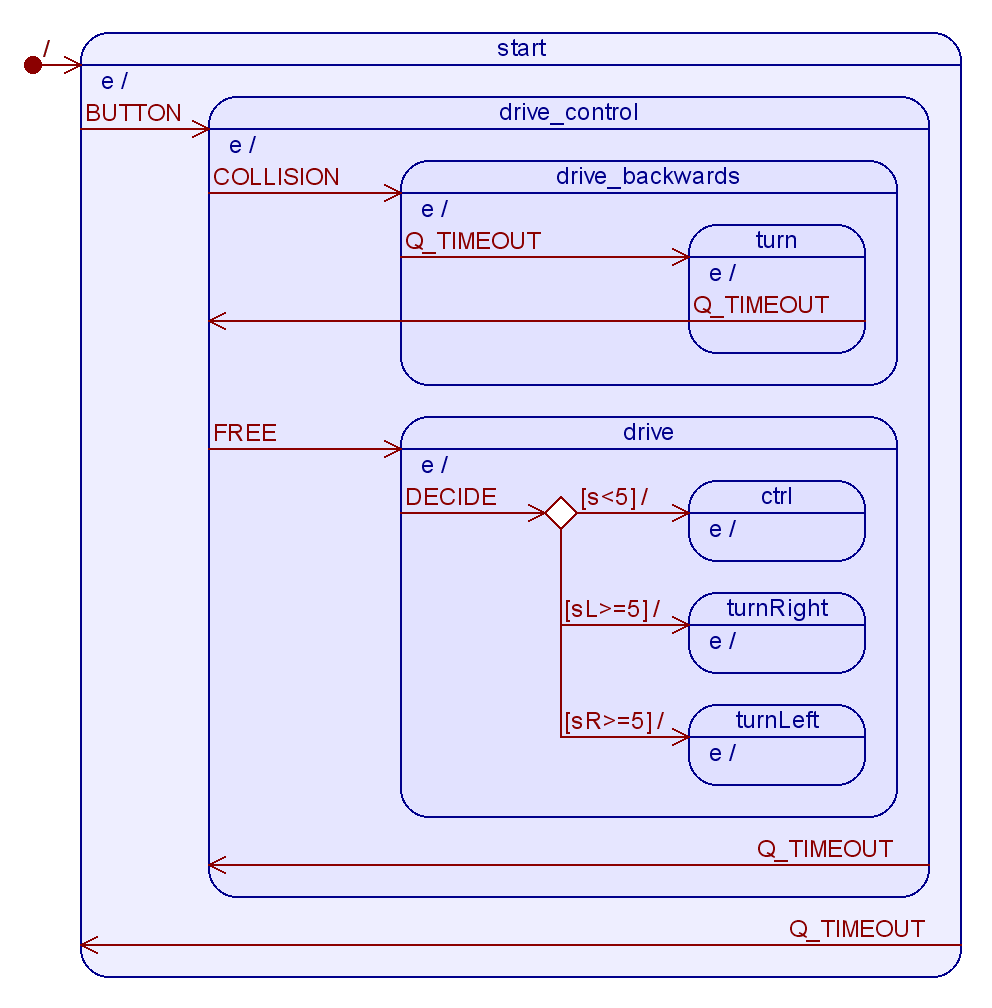 /
start
e /
BUTTON
drive_control
e /
COLLISION
drive_backwards
e /
Q_TIMEOUT
turn
e /
Q_TIMEOUT
FREE
drive
e /
DECIDE
[s<5] /
ctrl
e /
[sL>=5] /
turnRight
e /
[sR>=5] /
turnLeft
e /
Q_TIMEOUT
Q_TIMEOUT